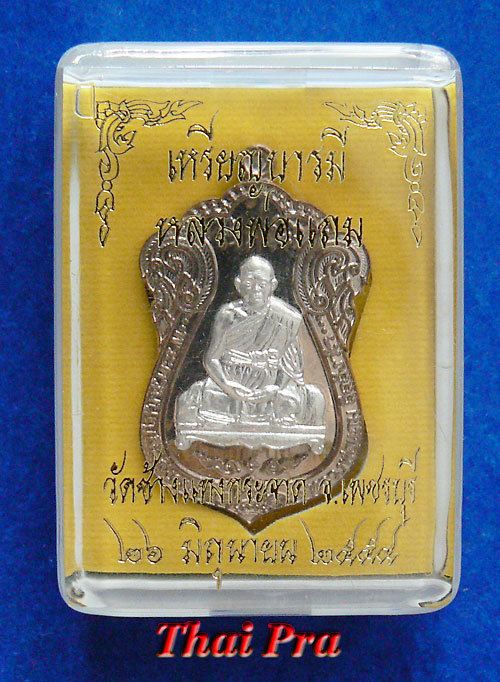 เหรียญบารมี
หลวงพ่อแถม
วัดช้างแทงกระจาด จ.เพชรบุรี
๒๖ มิถุนายน ๒๕๕๔
Thai Pra